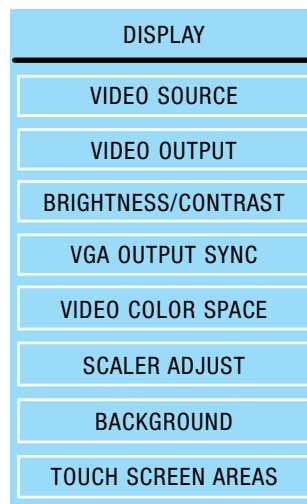 DISPLAY
VIDEO SOURCE
VIDEO OUTPUT
BRIGHTNESS/CONTRAST
VGA OUTPUT SYNC
VIDEO COLOR SPACE
SCALER ADJUST
BACKGROUND
TOUCH SCREEN AREAS